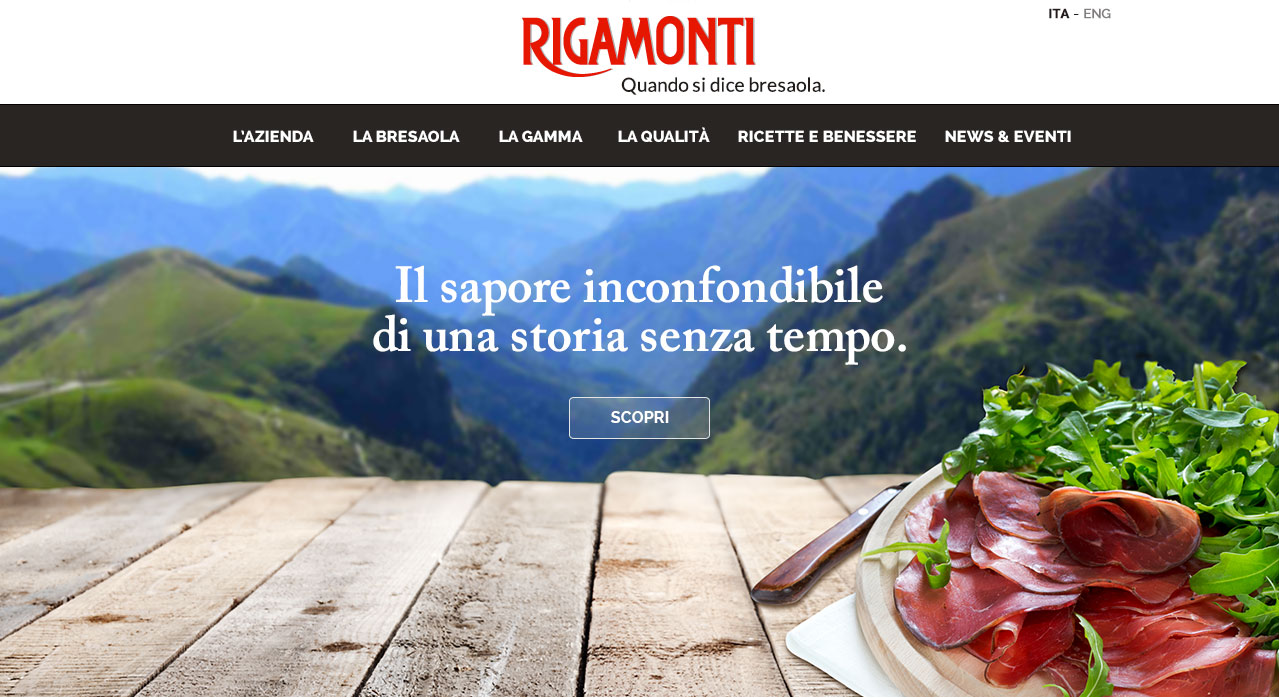 ITA - ENG
RIGAMONTI
Quando si dice bresaola.
L'AZIENDA LA BRESAOLA LA GAMMA LA QUALITÀ RICETTE E BENESSERE NEWS & EVENTI
Il sapore inconfondibile
di una storia senza tempo.
SCOPRI